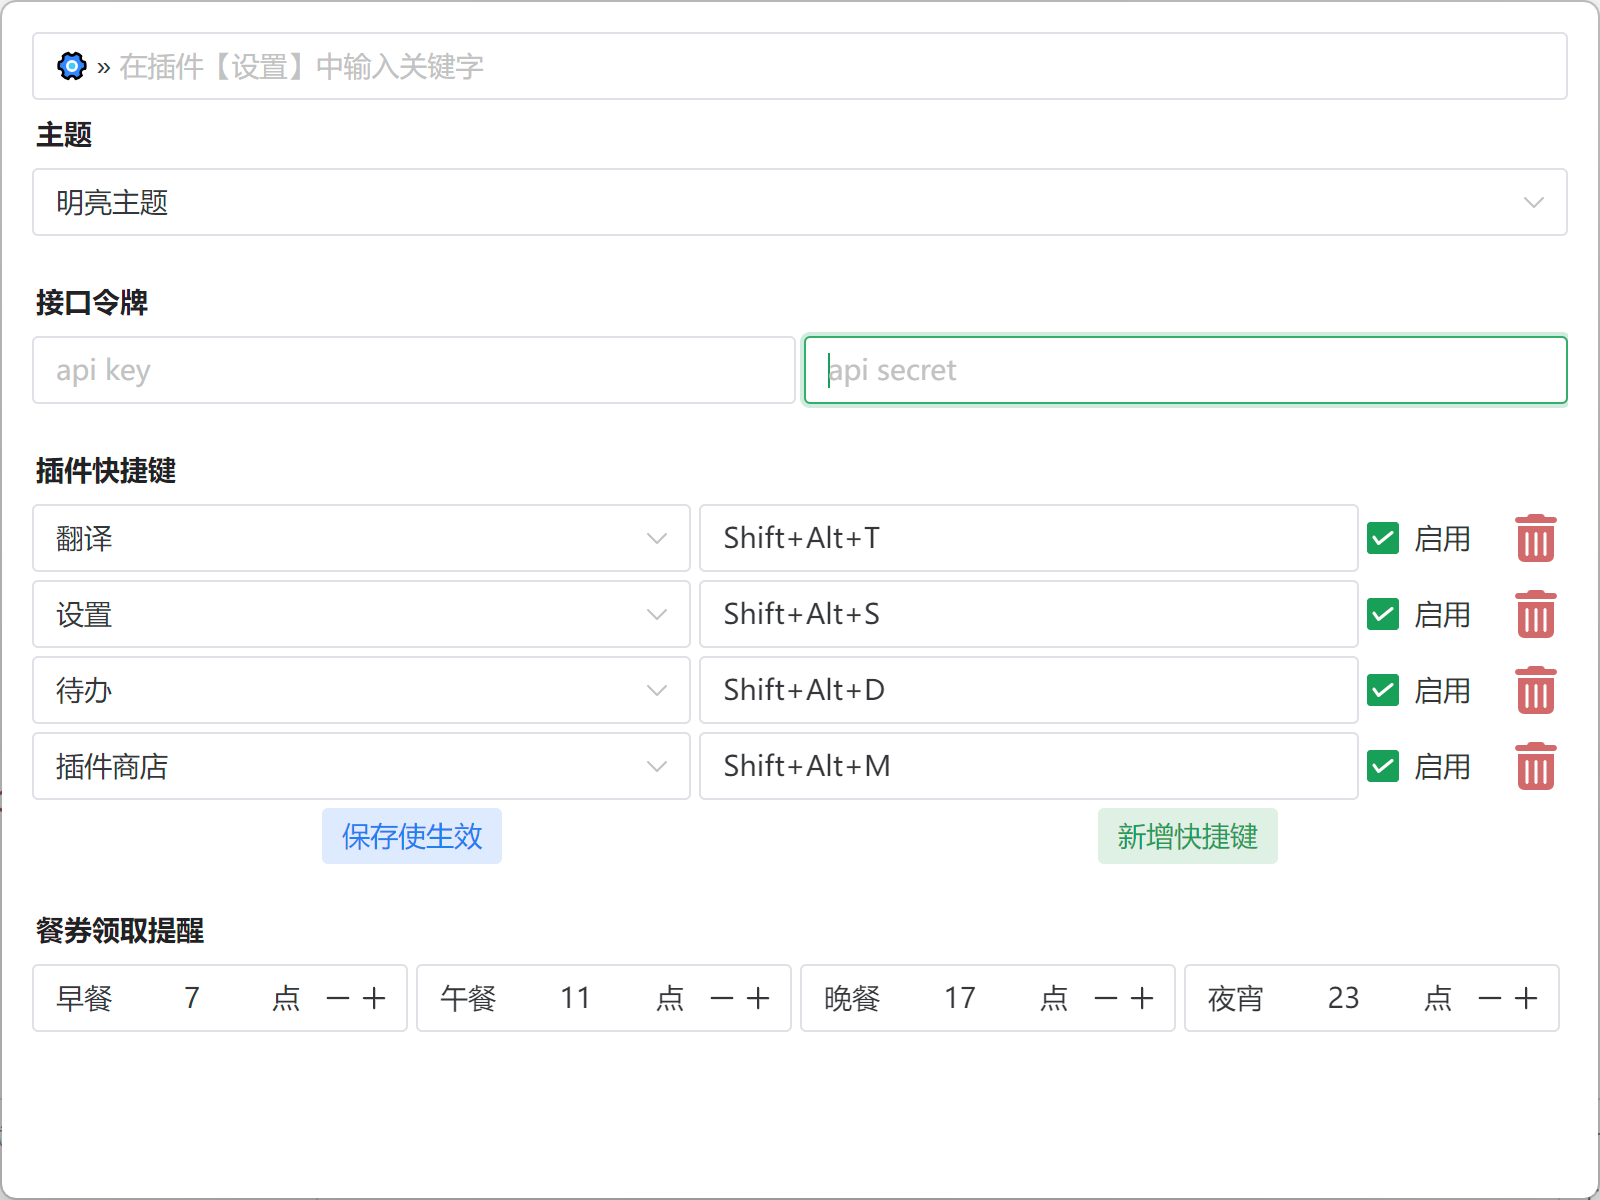 » 在插件【设置】中输入关键字
主题
明亮主题
接口令牌
api key api secret
插件快捷键
翻译 Shift+Alt+T 启用
设置 Shift+Alt+S 启用
待办 Shift+Alt+D 启用
插件商店 Shift+Alt+M 启用
保存使生效 新增快捷键
餐券领取提醒
早餐 7 点 — + 午餐 11 点 — + 晚餐 17 点 — + 夜宵 23 点 — +